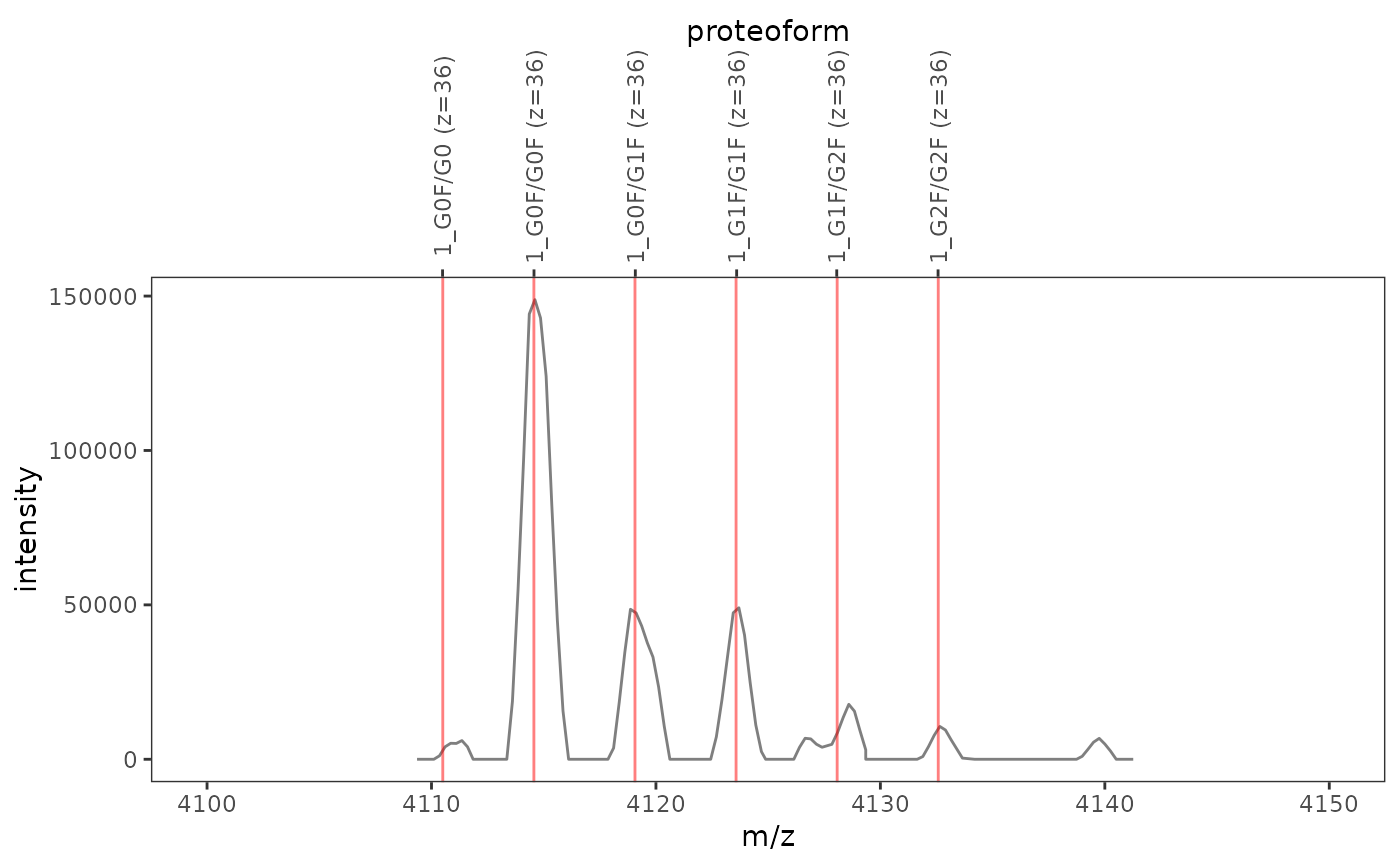 proteoform
1_G0F/G0 (z=36)
1_G0F/G0F (z=36)
1_G0F/G1F (z=36)
1_G1F/G1F (z=36)
1_G1F/G2F (z=36)
1_G2F/G2F (z=36)
150000
100000
50000
0
intensity
4100
4110
4120
4130
4140
4150
m/z